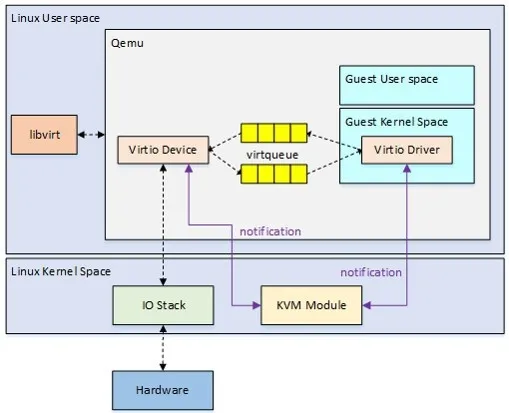 Linux User space
Qemu
Guest User space
Guest Kernel Space
libvirt
Virtio Device
virtqueue
Virtio Driver
notification
Linux Kernel Space
notification
IO Stack
KVM Module
Hardware